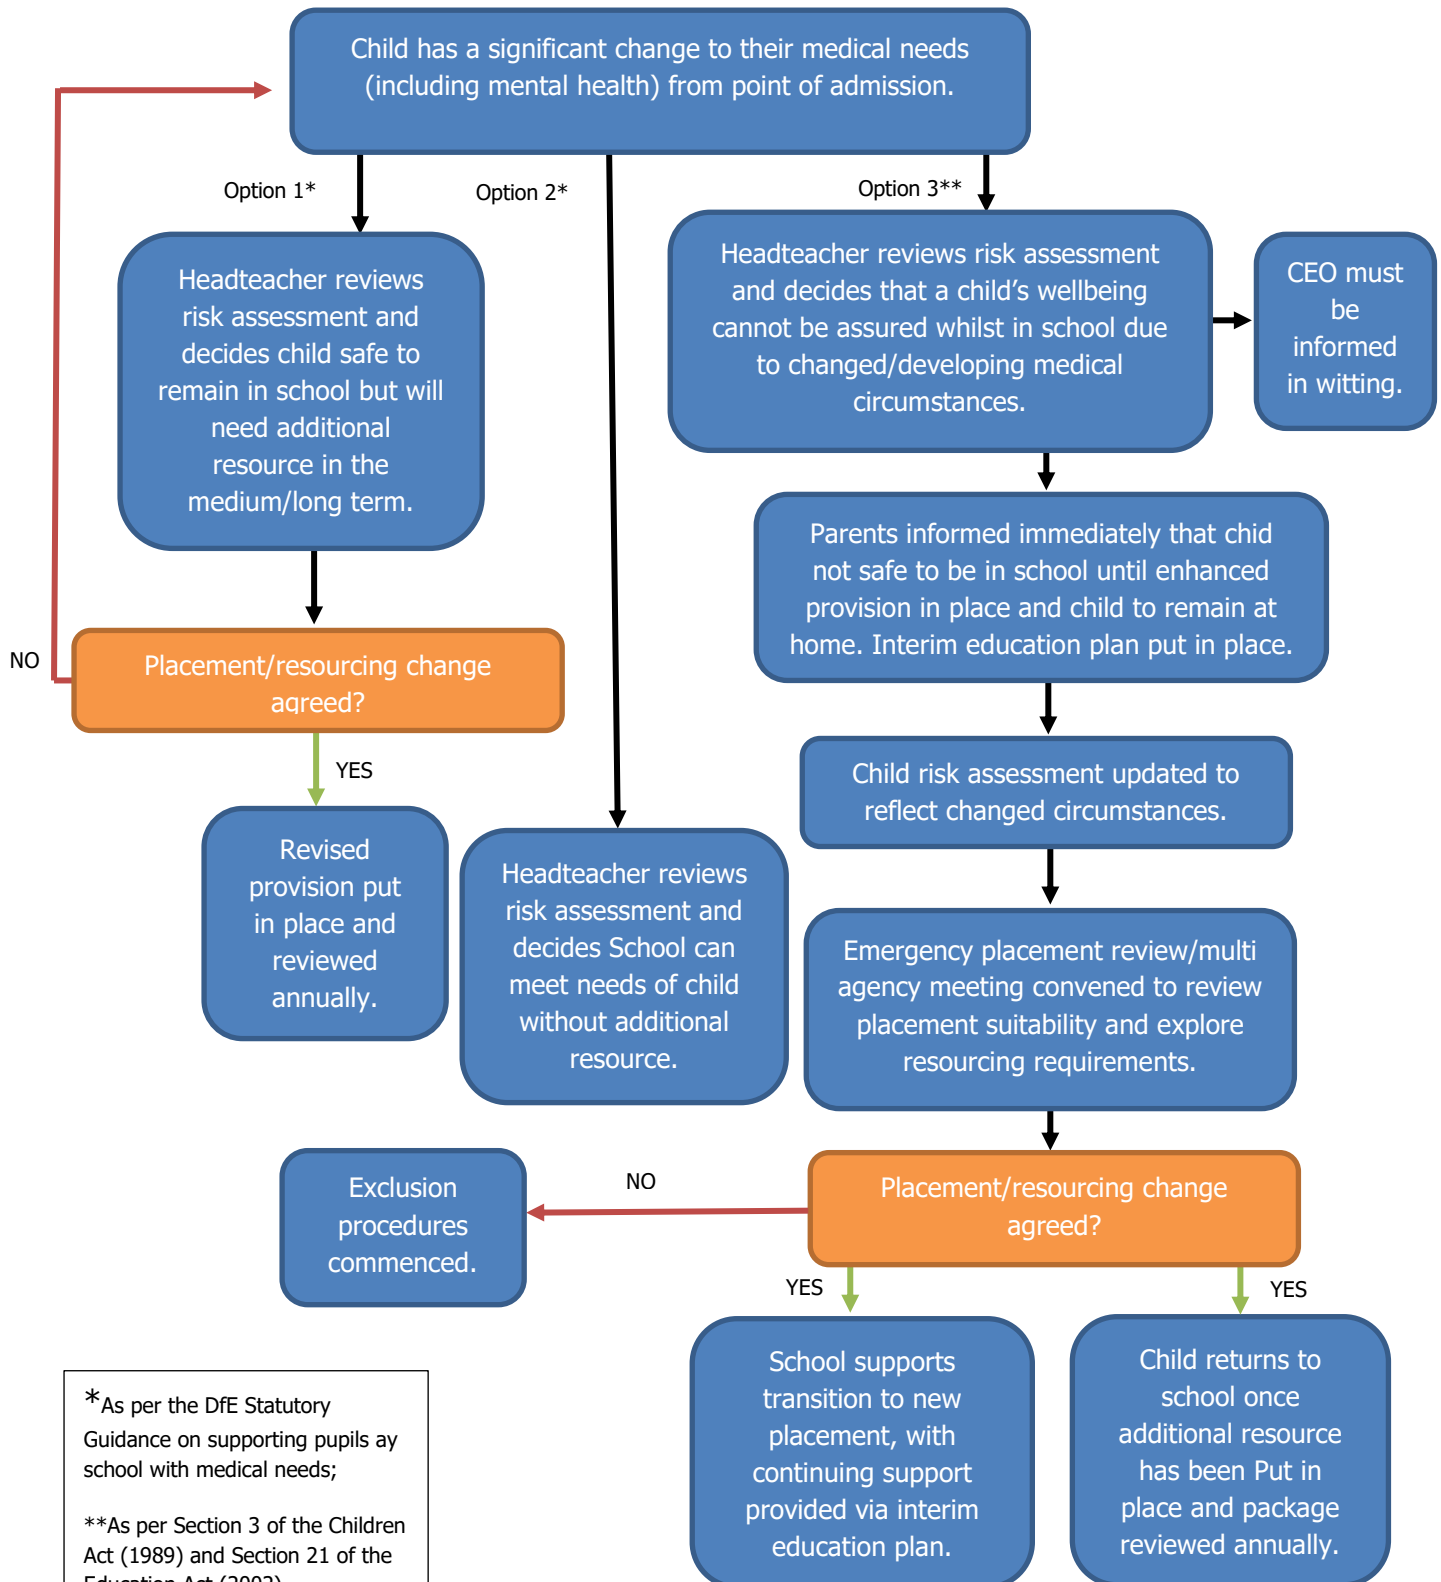 Child has a significant change to their medical needs
(including mental health) from point of admission.
Option 1*
Option 2*
Option 3**
Headteacher reviews
risk assessment and
decides child safe to
remain in school but will
need additional
resource in the
medium/long term.
Headteacher reviews risk assessment
and decides that a child’s wellbeing
cannot be assured whilst in school due
to changed/developing medical
circumstances.
CEO must
be
informed
in witting.
Parents informed immediately that chid
not safe to be in school until enhanced
provision in place and child to remain at
home. Interim education plan put in place.
NO
Placement/resourcing change
agreed?
YES
Child risk assessment updated to
reflect changed circumstances.
Revised
provision put
in place and
reviewed
annually.
Headteacher reviews
risk assessment and
decides School can
meet needs of child
without additional
resource.
Emergency placement review/multi
agency meeting convened to review
placement suitability and explore
resourcing requirements.
Exclusion
procedures
commenced.
NO
Placement/resourcing change
agreed?
YES
YES
School supports
transition to new
placement, with
continuing support
provided via interim
education plan.
Child returns to
school once
additional resource
has been Put in
place and package
reviewed annually.
*As per the DfE Statutory
Guidance on supporting pupils ay
school with medical needs;
**As per Section 3 of the Children
Act (1989) and Section 21 of the
Education Act (2002)